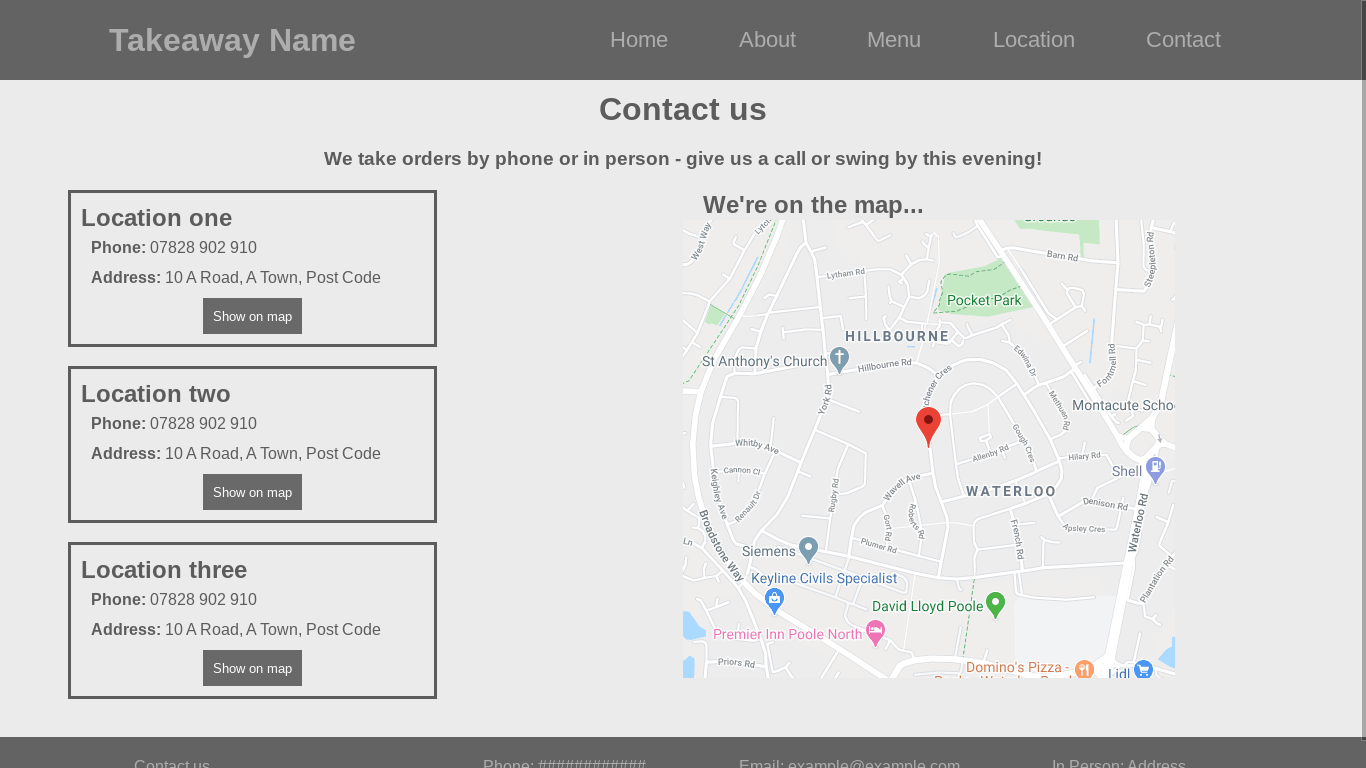 Takeaway Name
Home About Menu Location Contact
Contact us
We take orders by phone or in person - give us a call or swing by this evening!
Location one
Phone: 07828 902 910
Address: 10 A Road, A Town, Post Code
Show on map
Location two
Phone: 07828 902 910
Address: 10 A Road, A Town, Post Code
Show on map
Location three
Phone: 07828 902 910
Address: 10 A Road, A Town, Post Code
Show on map
We're on the map...
West Way
Barn Rd
Steepleton Rd
Lytham Rd
Pocket Park
HILLBOURNE
St Anthony's Church
Hillbourne Rd
Edwina Dr
Fontmell Rd
York Rd
Methuen Rd
Montacute Schoo
Gough Cres
Whitby Ave
Allenby Rd
Hilary Rd
Shell
Cannon Cl
Keighley Ave
Renault Dr
Rugby Rd
Wavell Ave
WATERLOO
Denison Rd
Roberts Rd
Gort Rd
French Rd
Apsley Cres
Waterloo Rd
Broadstone Way
Plumer Rd
Siemens
Keyline Civils Specialist
Plantation Rd
David Lloyd Poole
Premier Inn Poole North
Priors Rd
Domino's Pizza -
Lidl
Contact us Phone: ############ Email: example@example.com In Person: Address